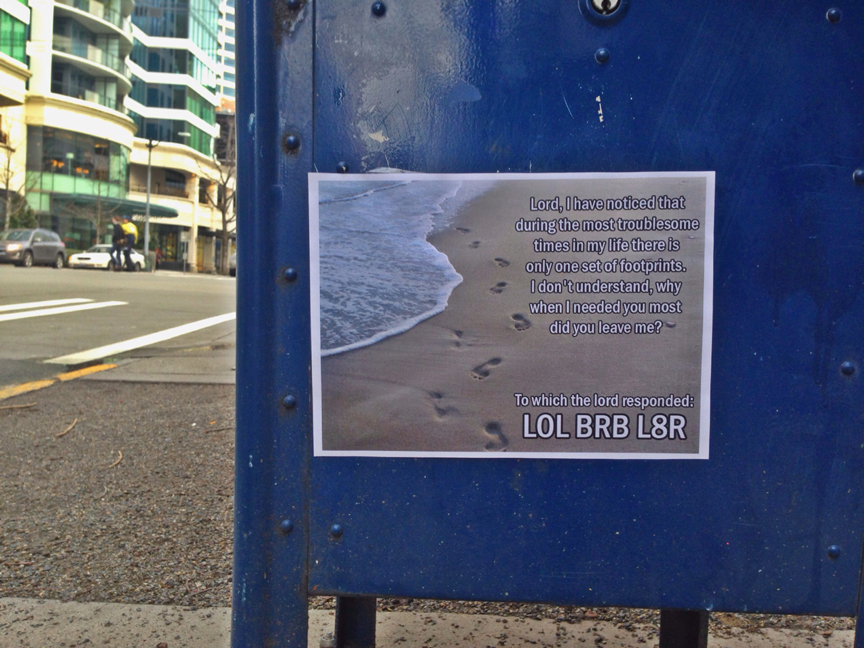 Lord, I have noticed that
during the most troublesome
times in my life there is
only one set of footprints.
I don't understand, why
when I needed you most
did you leave me?
To which the lord responded:
LOL BRB L8R